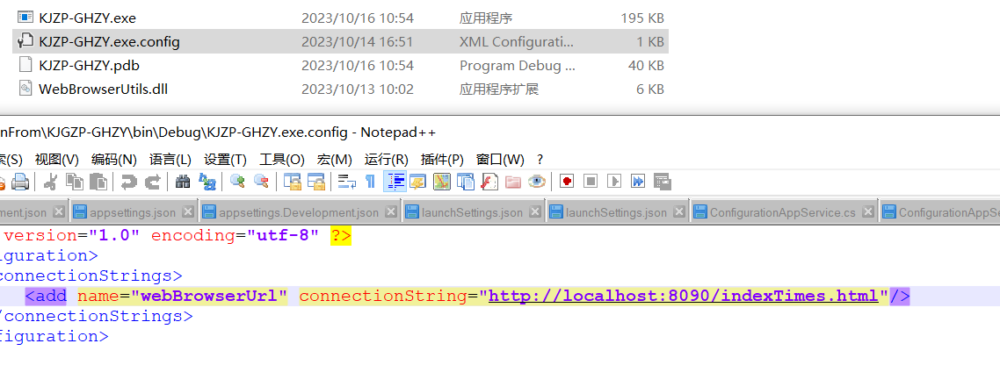 KJZP-GHZY.exe 2023/10/16 10:54 应用程序 195 KB
KJZP-GHZY.exe.config 2023/10/14 16:51 XML Configurati... 1 KB
KJZP-GHZY.pdb 2023/10/16 10:54 Program Debug ... 40 KB
WebBrowserUtils.dll 2023/10/13 10:02 应用程序扩展 6 KB
nFrom\KJGZP-GHZY\bin\Debug\KJZP-GHZY.exe.config - Notepad++
索(S) 视图(V) 编码(N) 语言(L) 设置(T) 工具(O) 宏(M) 运行(R) 插件(P) 窗口(W) ?
ment.json appsettings.json appsettings.Development.json launchSettings.json launchSettings.json ConfigurationAppService.cs ConfigurationAppSe
version="1.0" encoding="utf-8" ?>
iguration>
connectionStrings>
<add name="webBrowserUrl" connectionString="http://localhost:8090/indexTimes.html"/>
/connectionStrings>
figuration>